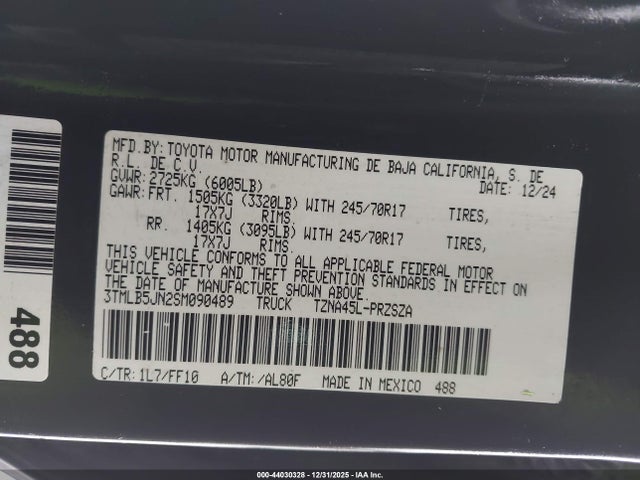 MFD.BY:TOYOTA MOTOR MANUFACTURING DE BAJA CALIFORNIA, S. DE
R.L. DE C.V.
GVWR:2725KG (6005LB) DATE: 12/24
GAWR:FRT. 1505KG (3320LB) WITH 245/70R17 TIRES,
17X7J RIMS.
RR. 1405KG (3095LB) WITH 245/70R17 TIRES,
17X7J RIMS.
THIS VEHICLE CONFORMS TO ALL APPLICABLE FEDERAL MOTOR
VEHICLE SAFETY AND THEFT PREVENTION STANDARDS IN EFFECT ON
THE DATE OF MANUFACTURE SHOWN ABOVE.
3TMLB5JN2SM090489 TRUCK TZNA45L-PRZSZA
C/TR:1L7/FF10 A/TM:/AL80F MADE IN MEXICO 488
488
000-44030328 - 12/31/2025 - IAA Inc.